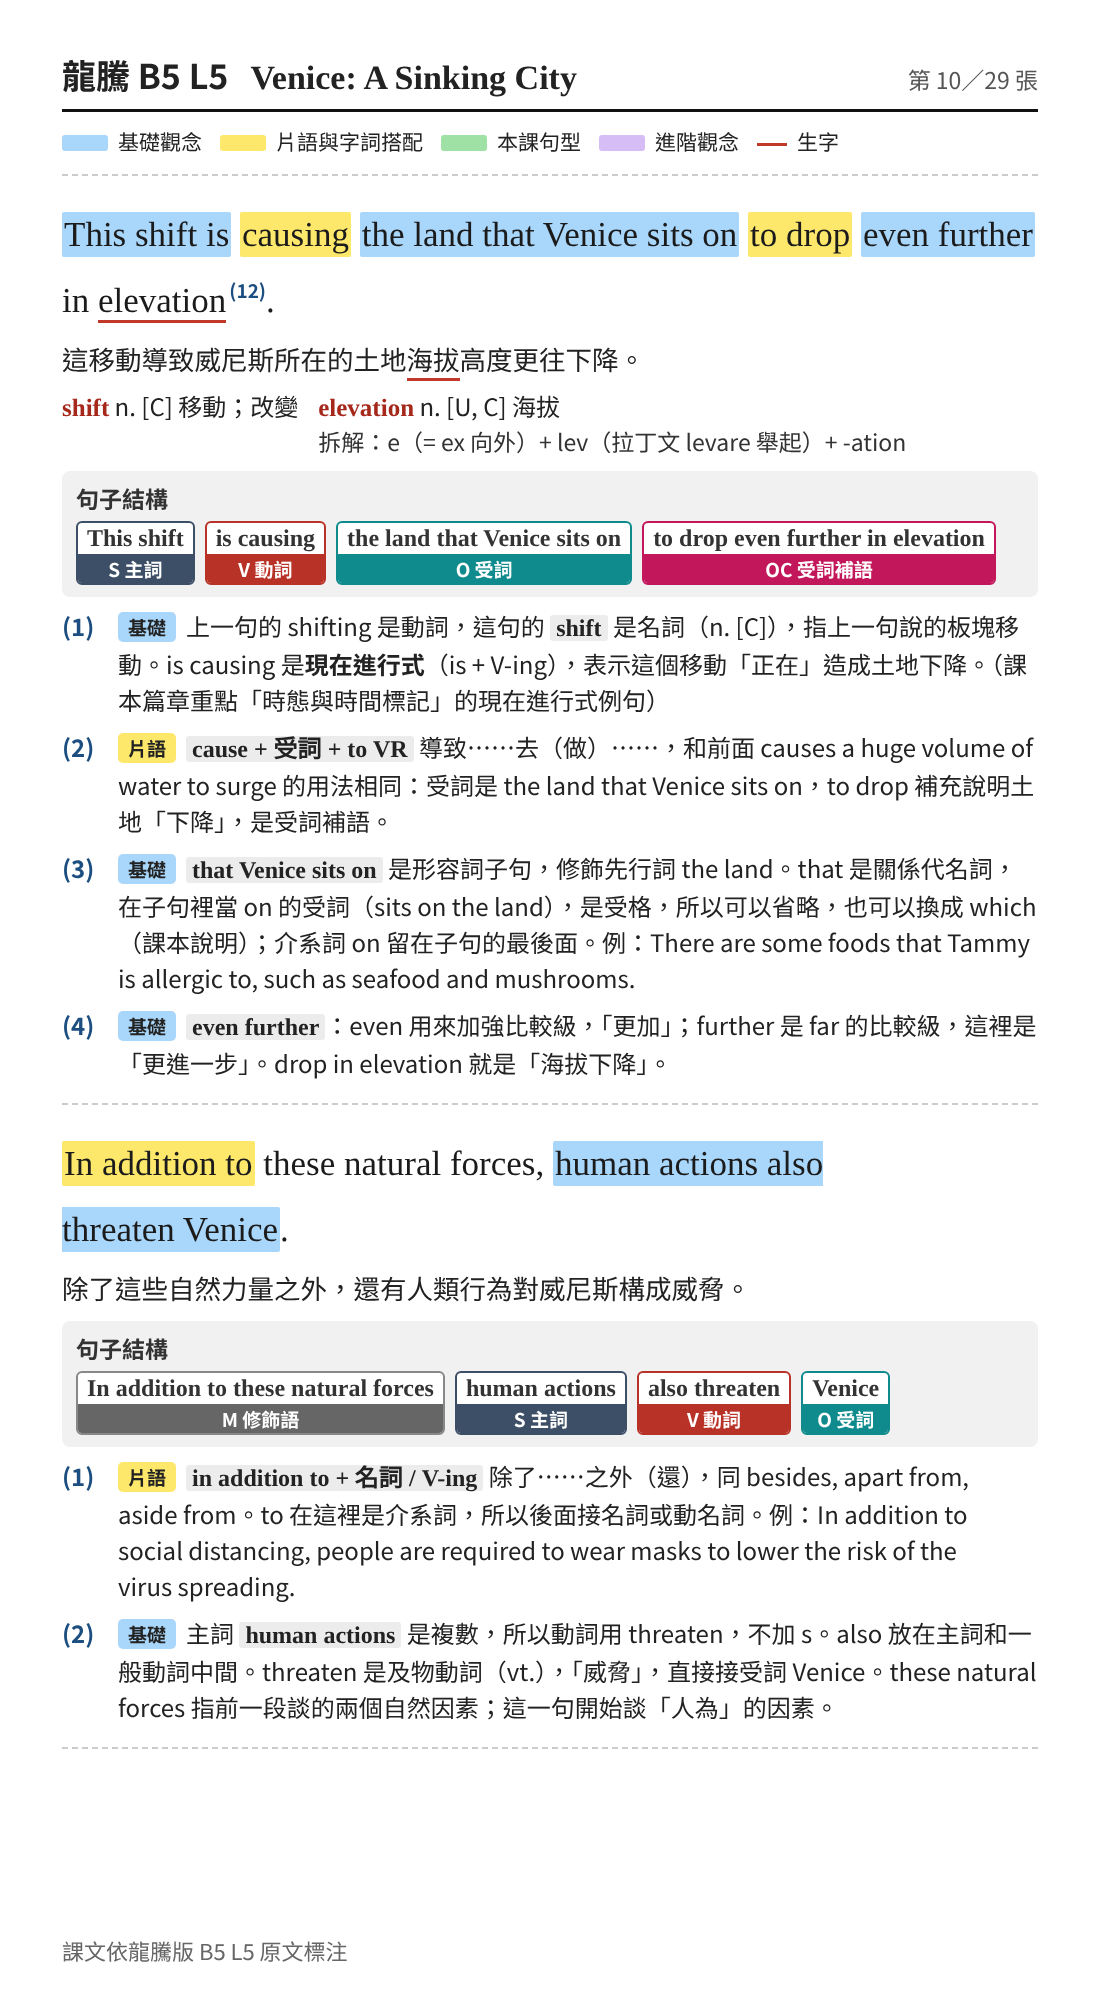 龍騰 B5 L5 Venice: A Sinking City 第 10／29 張
基礎觀念 片語與字詞搭配 本課句型 進階觀念 生字
This shift is causing the land that Venice sits on to drop even further
in elevation(12).
這移動導致威尼斯所在的土地海拔高度更往下降。
shift n. [C] 移動；改變 elevation n. [U, C] 海拔
拆解：e（= ex 向外）+ lev（拉丁文 levare 舉起）+ -ation
句子結構
This shift is causing the land that Venice sits on to drop even further in elevation
S 主詞 V 動詞 O 受詞 OC 受詞補語
(1) 基礎 上一句的 shifting 是動詞，這句的 shift 是名詞（n. [C]），指上一句說的板塊移
動。is causing 是現在進行式（is + V-ing），表示這個移動「正在」造成土地下降。（課
本篇章重點「時態與時間標記」的現在進行式例句）
(2) 片語 cause + 受詞 + to VR 導致⋯⋯去（做）⋯⋯，和前面 causes a huge volume of
water to surge 的用法相同：受詞是 the land that Venice sits on，to drop 補充說明土
地「下降」，是受詞補語。
(3) 基礎 that Venice sits on 是形容詞子句，修飾先行詞 the land。that 是關係代名詞，
在子句裡當 on 的受詞（sits on the land），是受格，所以可以省略，也可以換成 which
（課本說明）；介系詞 on 留在子句的最後面。例：There are some foods that Tammy
is allergic to, such as seafood and mushrooms.
(4) 基礎 even further：even 用來加強比較級，「更加」；further 是 far 的比較級，這裡是
「更進一步」。drop in elevation 就是「海拔下降」。
In addition to these natural forces, human actions also
threaten Venice.
除了這些自然力量之外，還有人類行為對威尼斯構成威脅。
句子結構
In addition to these natural forces human actions also threaten Venice
M 修飾語 S 主詞 V 動詞 O 受詞
(1) 片語 in addition to + 名詞 / V-ing 除了⋯⋯之外（還），同 besides, apart from,
aside from。to 在這裡是介系詞，所以後面接名詞或動名詞。例：In addition to
social distancing, people are required to wear masks to lower the risk of the
virus spreading.
(2) 基礎 主詞 human actions 是複數，所以動詞用 threaten，不加 s。also 放在主詞和一
般動詞中間。threaten 是及物動詞（vt.），「威脅」，直接接受詞 Venice。these natural
forces 指前一段談的兩個自然因素；這一句開始談「人為」的因素。
課文依龍騰版 B5 L5 原文標注